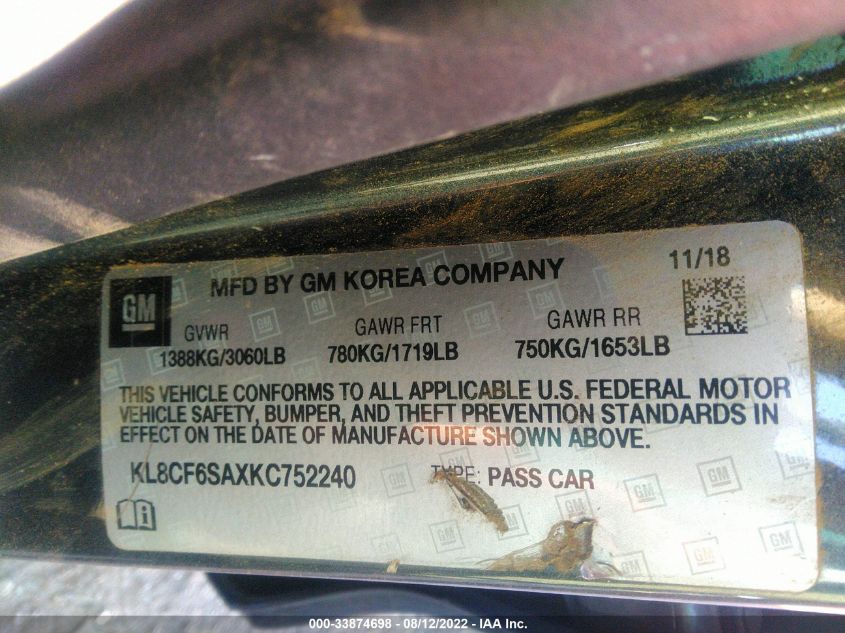 GM
MFD BY GM KOREA COMPANY
11/18
GVWR
1388KG/3060LB
GAWR FRT
780KG/1719LB
GAWR RR
750KG/1653LB
THIS VEHICLE CONFORMS TO ALL APPLICABLE U.S. FEDERAL MOTOR
VEHICLE SAFETY, BUMPER, AND THEFT PREVENTION STANDARDS IN
EFFECT ON THE DATE OF MANUFACTURE SHOWN ABOVE.
KL8CF6SAXKC752240
TYPE: PASS CAR
000-33874698 - 08/12/2022 - IAA Inc.